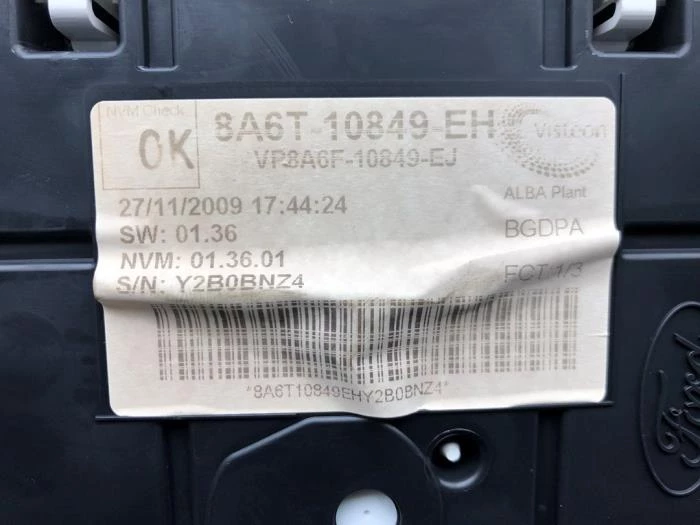 NVM Check
OK
8A6T-10849-EH
VP8A6F-10849-EJ
Visteon
ALBA Plant
27/11/2009 17:44:24
SW: 01.36
BGDPA
NVM: 01.36.01
FCT 1/3
S/N: Y2B0BNZ4
*8A6T10849EHY2B0BNZ4*
Ford